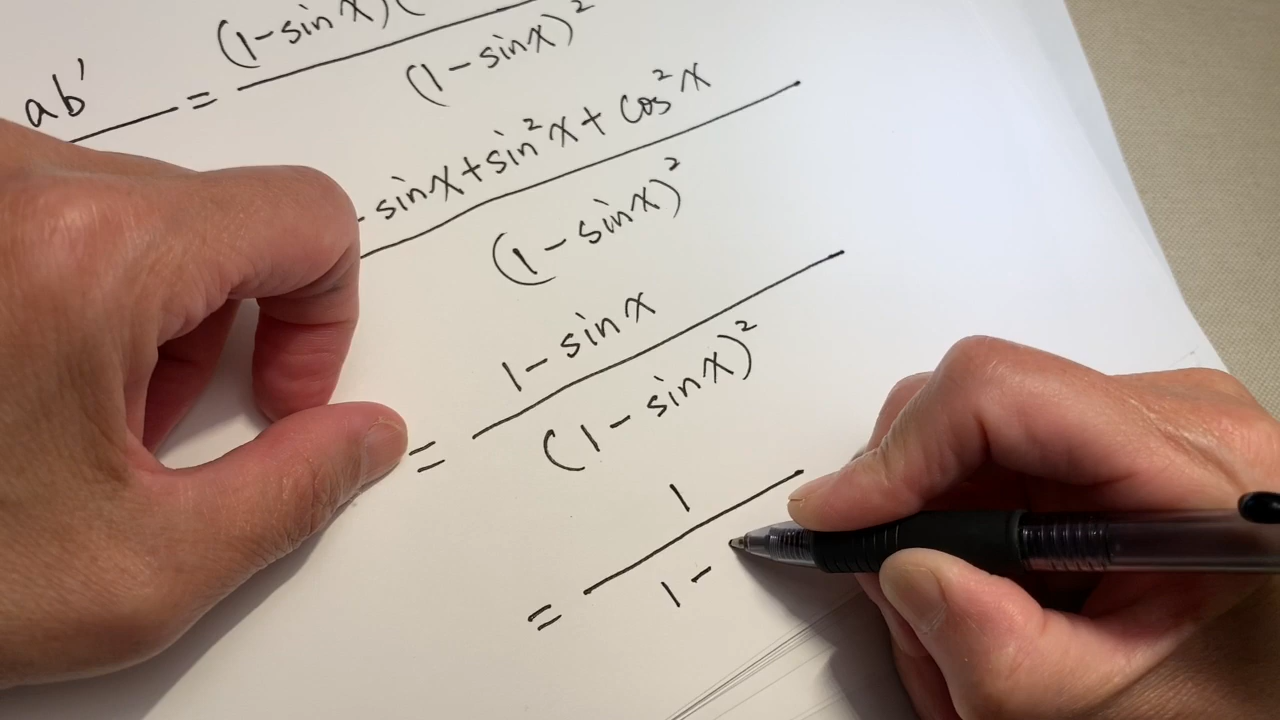 ab' = (1-sinx)(
(1-sinx)²
- sinx+sin²x+cos²x
(1-sinx)²
= 1-sinx
(1-sinx)²
= 1
1-